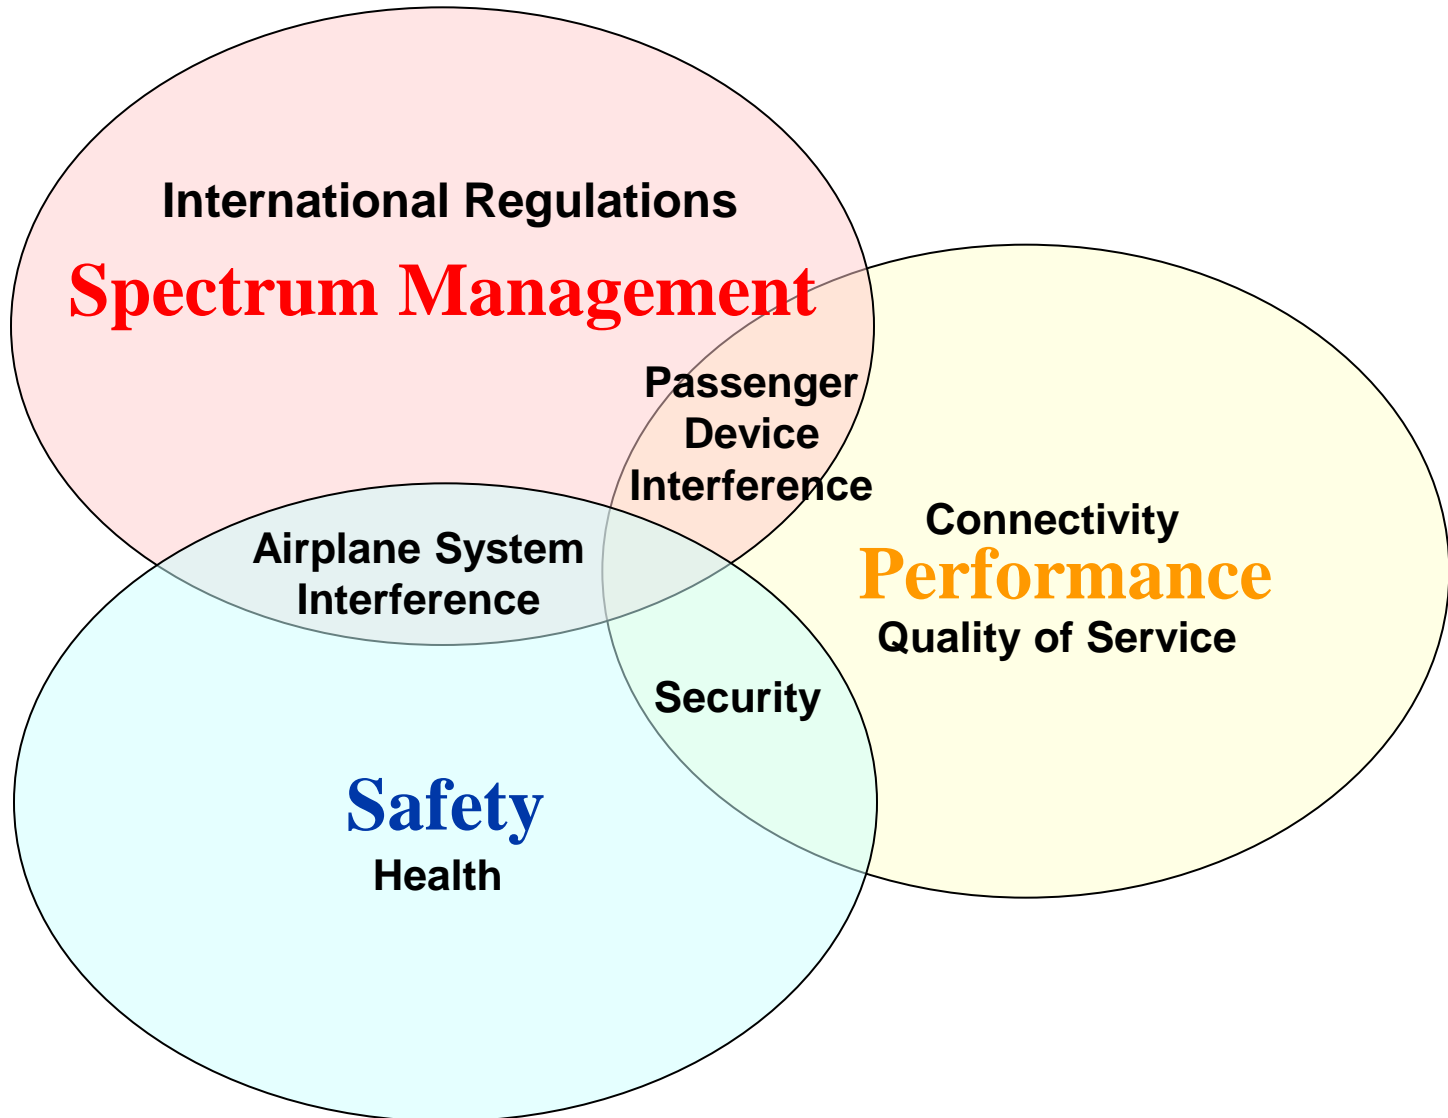 International Regulations
Spectrum Management
Passenger
Device
Interference
Airplane System
Interference
Connectivity
Performance
Quality of Service
Security
Safety
Health